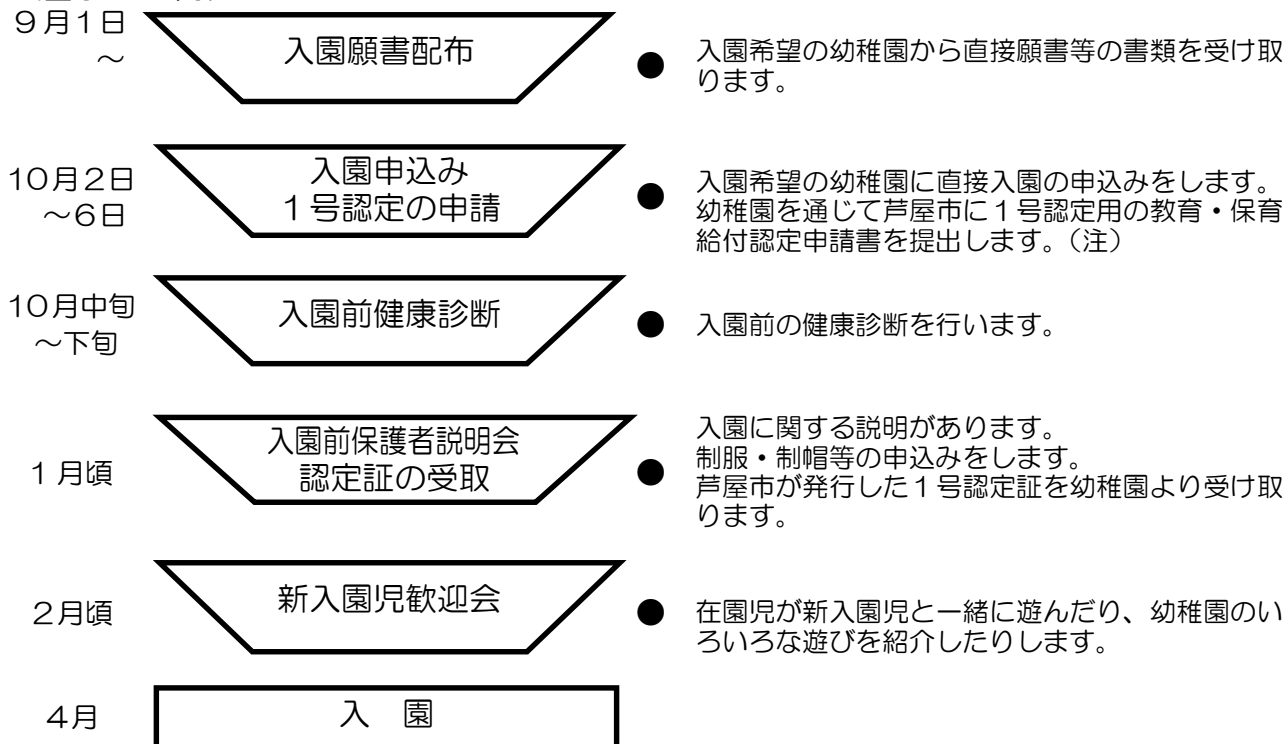 9月1日
～
入園願書配布
● 入園希望の幼稚園から直接願書等の書類を受け取
ります。
10月2日
～6日
入園申込み
1号認定の申請
● 入園希望の幼稚園に直接入園の申込みをします。
幼稚園を通じて芦屋市に1号認定用の教育・保育
給付認定申請書を提出します。（注）
10月中旬
～下旬
入園前健康診断
● 入園前の健康診断を行います。
1月頃
入園前保護者説明会
認定証の受取
● 入園に関する説明があります。
制服・制帽等の申込みをします。
芦屋市が発行した1号認定証を幼稚園より受け取
ります。
2月頃
新入園児歓迎会
● 在園児が新入園児と一緒に遊んだり、幼稚園のい
ろいろな遊びを紹介したりします。
4月
入　園